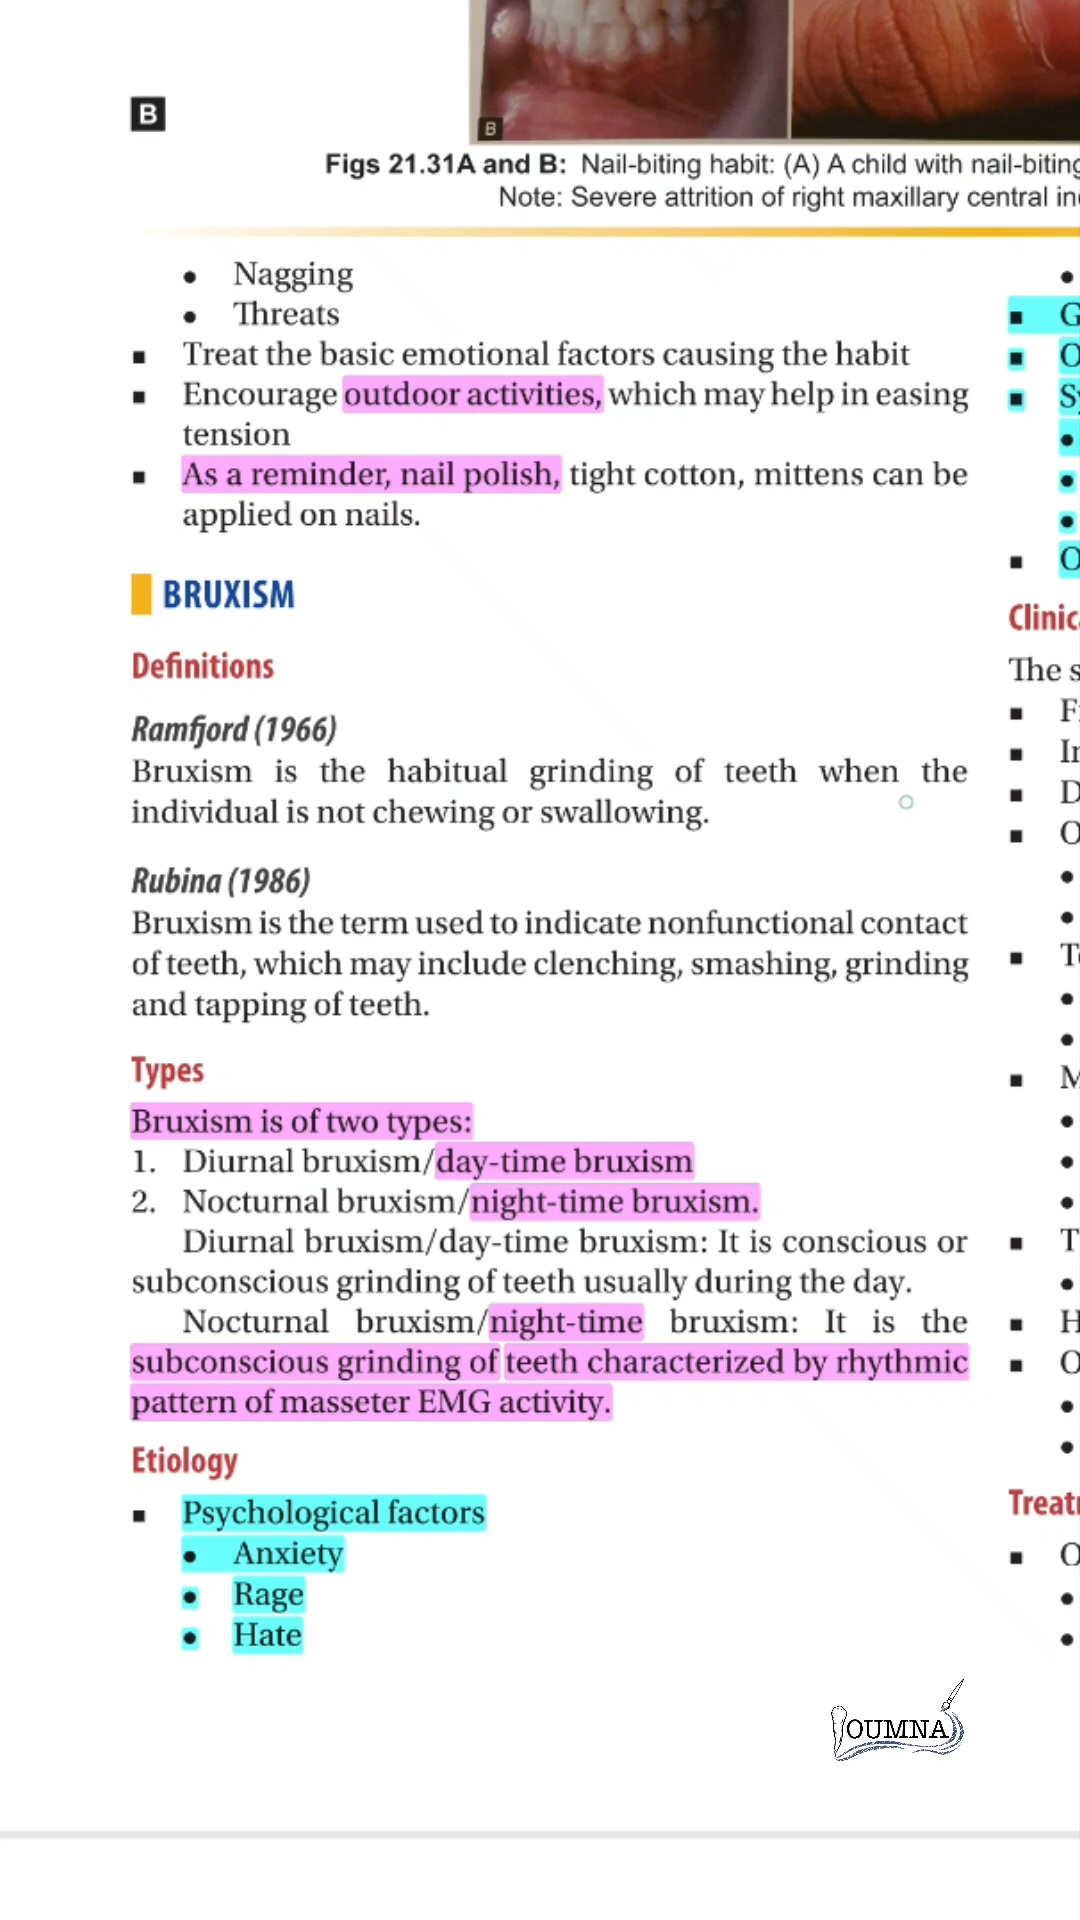 B
B
Figs 21.31A and B: Nail-biting habit: (A) A child with nail-biting
Note: Severe attrition of right maxillary central
• Nagging
• Threats
▪ Treat the basic emotional factors causing the habit
▪ Encourage outdoor activities, which may help in easing
tension
▪ As a reminder, nail polish, tight cotton, mittens can be
applied on nails.
BRUXISM
Definitions
Ramfjord (1966)
Bruxism is the habitual grinding of teeth when the
individual is not chewing or swallowing.
Rubina (1986)
Bruxism is the term used to indicate nonfunctional contact
of teeth, which may include clenching, smashing, grinding
and tapping of teeth.
Types
Bruxism is of two types:
1. Diurnal bruxism/day-time bruxism
2. Nocturnal bruxism/night-time bruxism.
Diurnal bruxism/day-time bruxism: It is conscious or
subconscious grinding of teeth usually during the day.
Nocturnal bruxism/night-time bruxism: It is the
subconscious grinding of teeth characterized by rhythmic
pattern of masseter EMG activity.
Etiology
▪ Psychological factors
• Anxiety
• Rage
• Hate
The
OUMNA